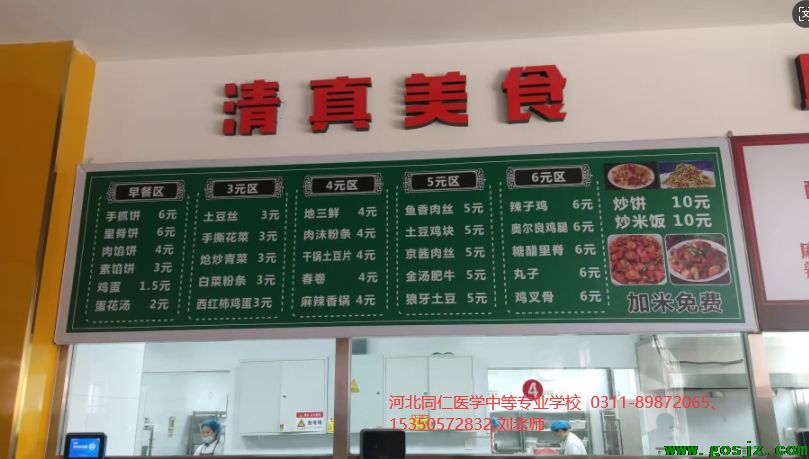 清真美食
早餐区
手抓饼 6元
里脊饼 6元
肉馅饼 4元
素馅饼 3元
鸡蛋 1.5元
蛋花汤 2元
3元区
土豆丝 3元
手撕花菜 3元
炝炒青菜 3元
白菜粉条 3元
西红柿鸡蛋3元
4元区
地三鲜 4元
肉沫粉条 4元
干锅土豆片 4元
春卷 4元
麻辣香锅 4元
5元区
鱼香肉丝 5元
土豆鸡块 5元
京酱肉丝 5元
金汤肥牛 5元
狼牙土豆 5元
6元区
辣子鸡 6元
奥尔良鸡腿 6元
糖醋里脊 6元
丸子 6元
鸡叉骨 6元
炒饼 10元
炒米饭 10元
加米免费
4
配电箱
河北同仁医学中等专业学校 0311-89872065、
15350572832 刘老师
www.gosjz.com